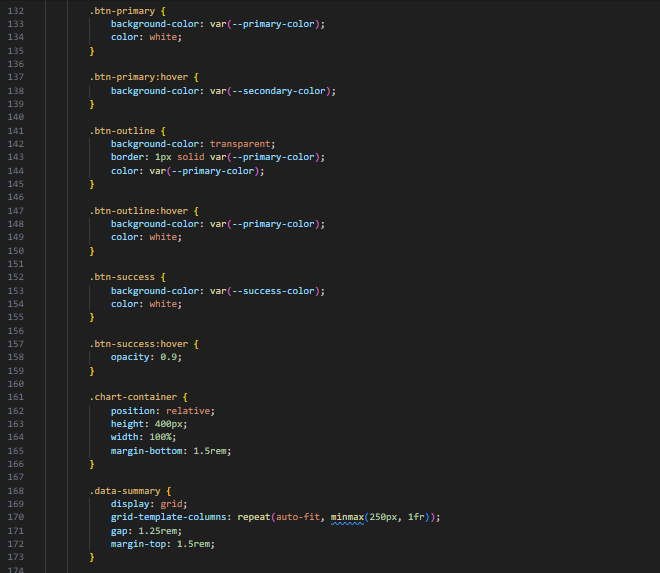 132 .btn-primary {
133 background-color: var(--primary-color);
134 color: white;
135 }
136
137 .btn-primary:hover {
138 background-color: var(--secondary-color);
139 }
140
141 .btn-outline {
142 background-color: transparent;
143 border: 1px solid var(--primary-color);
144 color: var(--primary-color);
145 }
146
147 .btn-outline:hover {
148 background-color: var(--primary-color);
149 color: white;
150 }
151
152 .btn-success {
153 background-color: var(--success-color);
154 color: white;
155 }
156
157 .btn-success:hover {
158 opacity: 0.9;
159 }
160
161 .chart-container {
162 position: relative;
163 height: 400px;
164 width: 100%;
165 margin-bottom: 1.5rem;
166 }
167
168 .data-summary {
169 display: grid;
170 grid-template-columns: repeat(auto-fit, minmax(250px, 1fr));
171 gap: 1.25rem;
172 margin-top: 1.5rem;
173 }
174